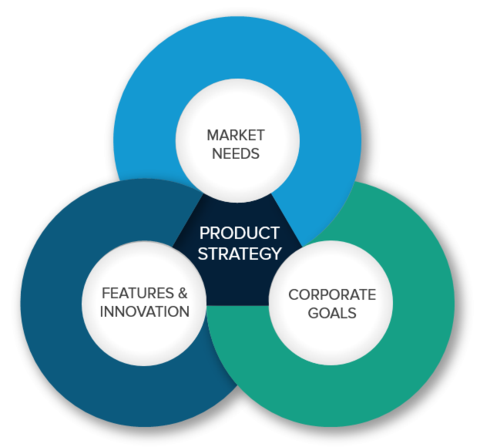 MARKET
NEEDS
PRODUCT
STRATEGY
FEATURES &
INNOVATION
CORPORATE
GOALS